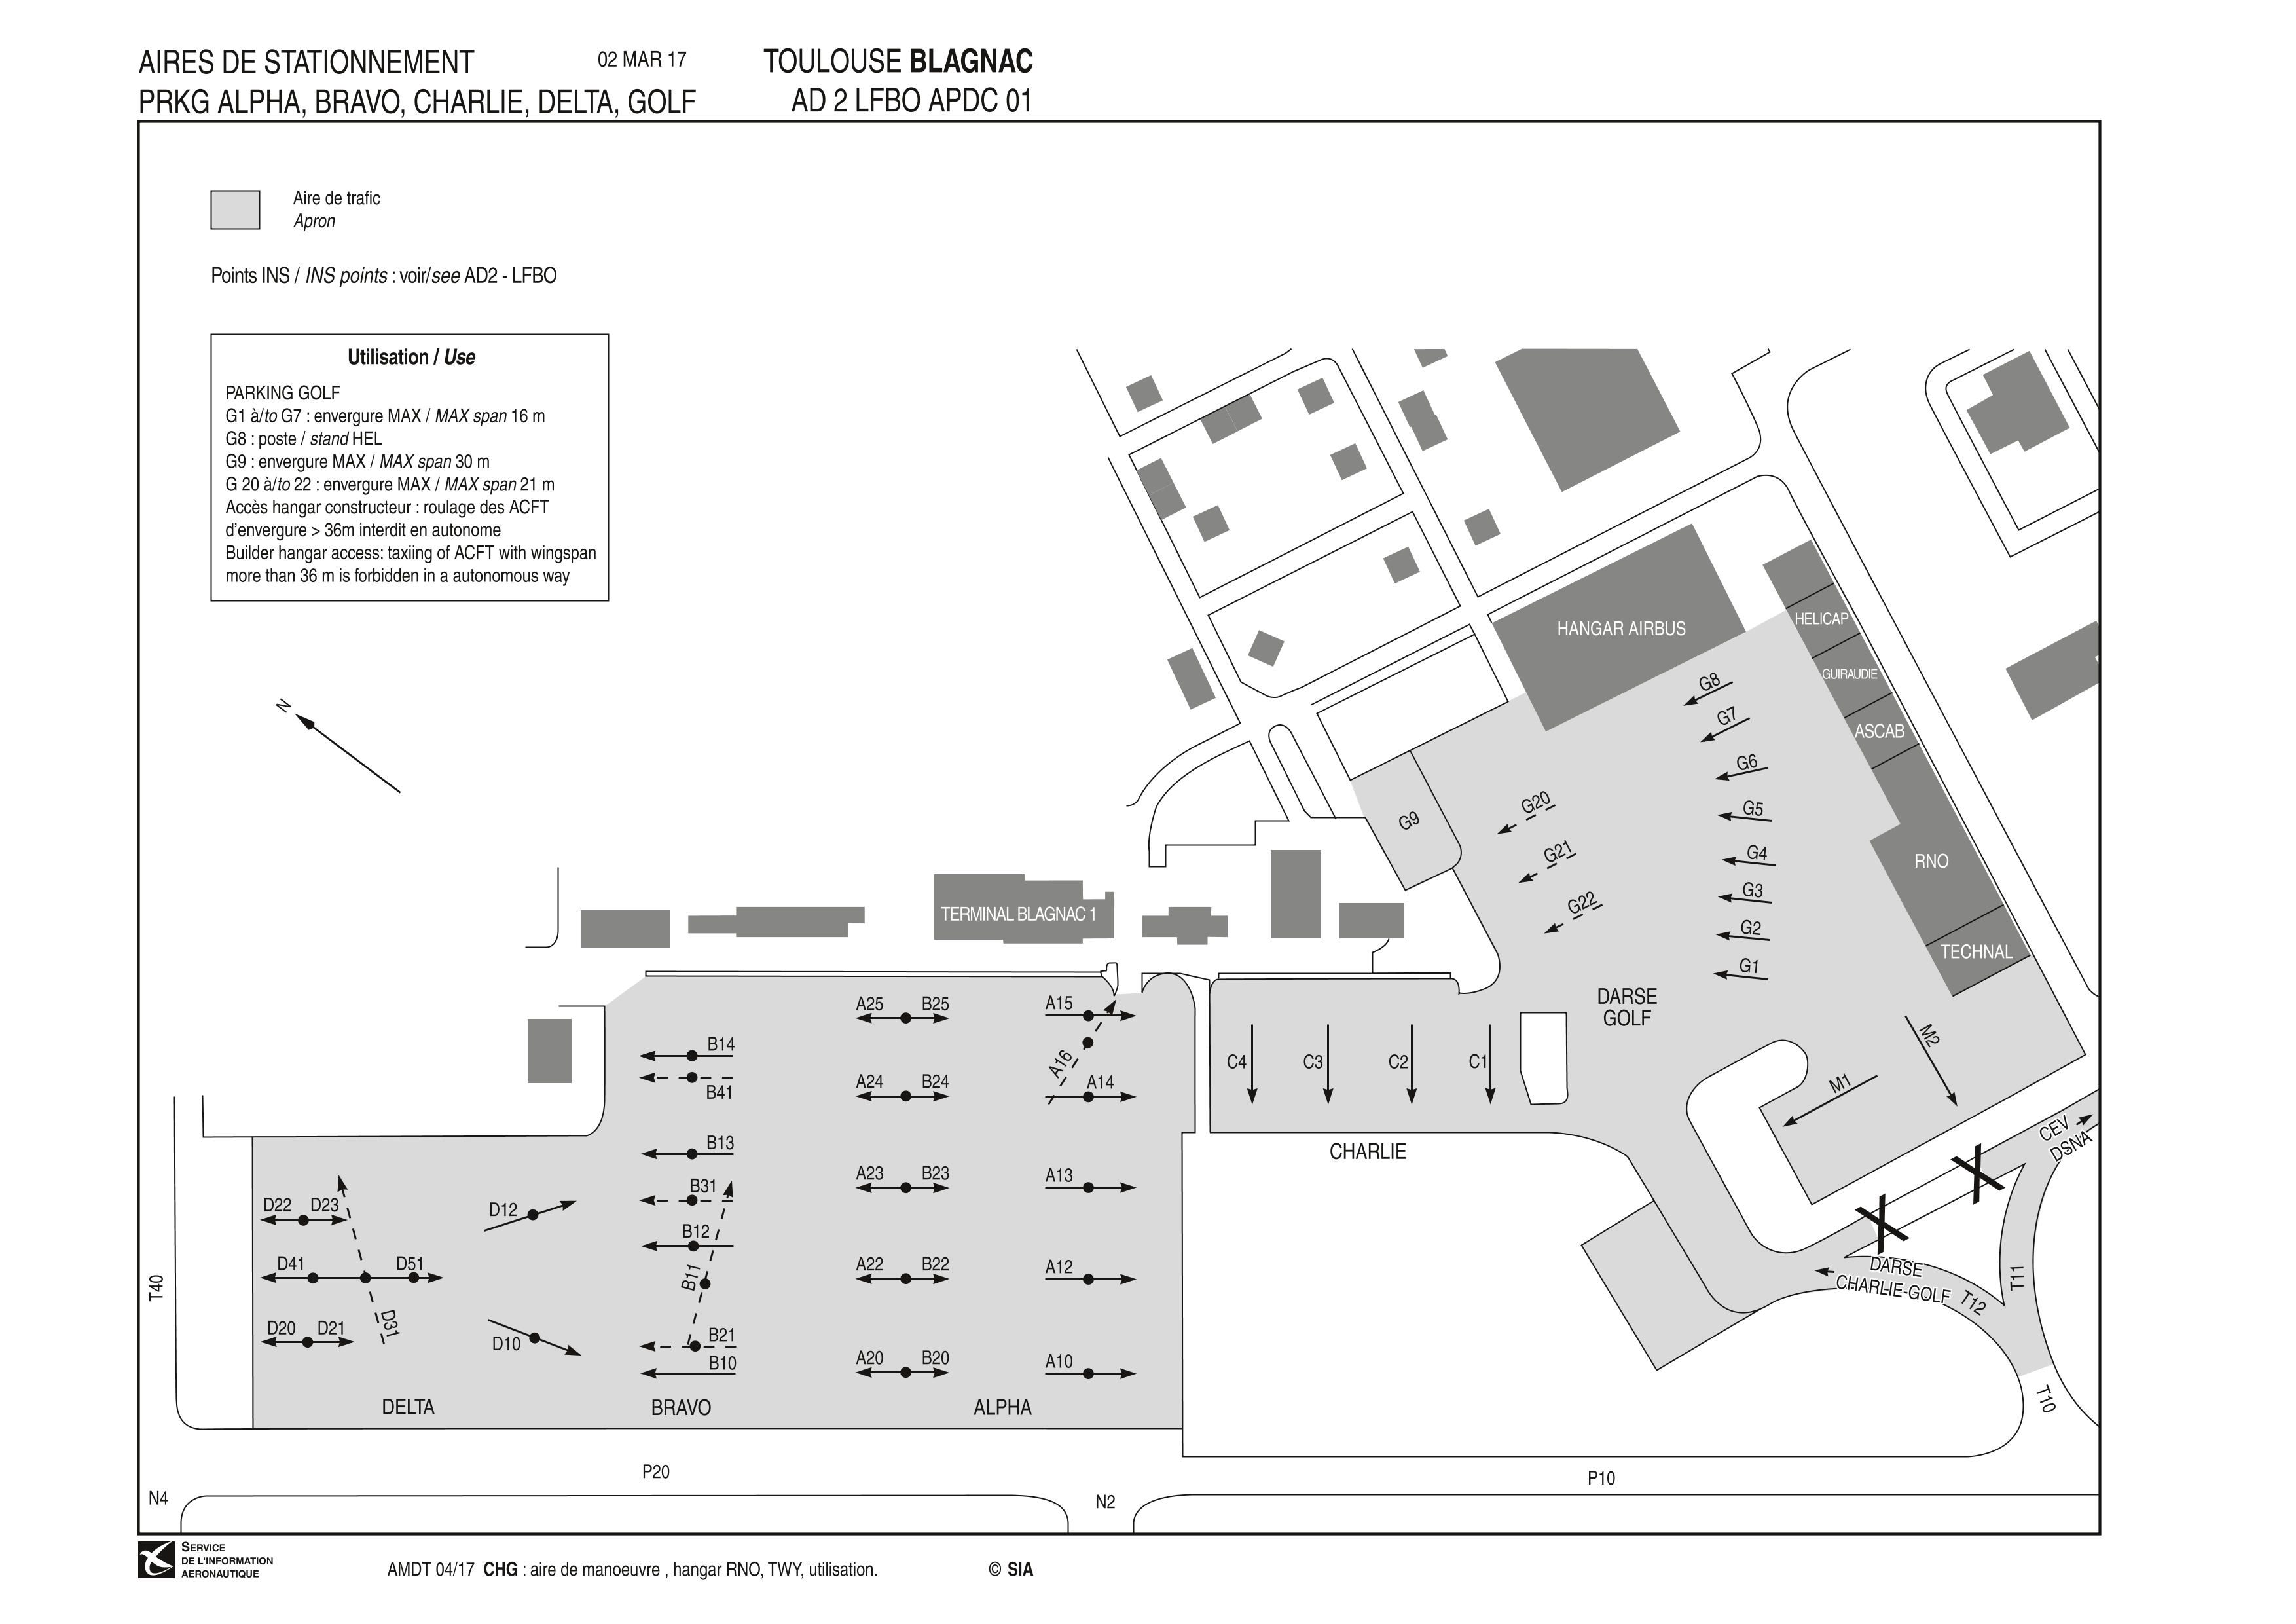 AIRES DE STATIONNEMENT
02 MAR 17
TOULOUSE BLAGNAC
PRKG ALPHA, BRAVO, CHARLIE, DELTA, GOLF
AD 2 LFBO APDC 01
Aire de trafic
Apron
Points INS / INS points : voir/see AD2 - LFBO
Utilisation / Use
PARKING GOLF
G1 à/to G7 : envergure MAX / MAX span 16 m
G8 : poste / stand HEL
G9 : envergure MAX / MAX span 30 m
G 20 à/to 22 : envergure MAX / MAX span 21 m
Accès hangar constructeur : roulage des ACFT
d'envergure > 36m interdit en autonome
Builder hangar access: taxiing of ACFT with wingspan
more than 36 m is forbidden in a autonomous way
N
HANGAR AIRBUS
HELICAP
GUIRAUDIE
ASCAB
RNO
TECHNAL
G8
G7
G6
G5
G4
G3
G2
G1
G9
G20
G21
G22
DARSE
GOLF
M2
M1
TERMINAL BLAGNAC 1
A25
B25
A15
A16
A14
A24
B24
B14
B41
B13
B31
B12
B11
B21
B10
A23
B23
A13
A22
B22
A12
A20
B20
A10
C4
C3
C2
C1
CHARLIE
CEV
DSNA
DARSE
CHARLIE-GOLF
T12
T11
T10
D22
D23
D12
D41
D51
D31
D20
D21
D10
T40
DELTA
BRAVO
ALPHA
P20
P10
N4
N2
SERVICE
DE L'INFORMATION
AERONAUTIQUE
AMDT 04/17 CHG : aire de manoeuvre , hangar RNO, TWY, utilisation.
© SIA